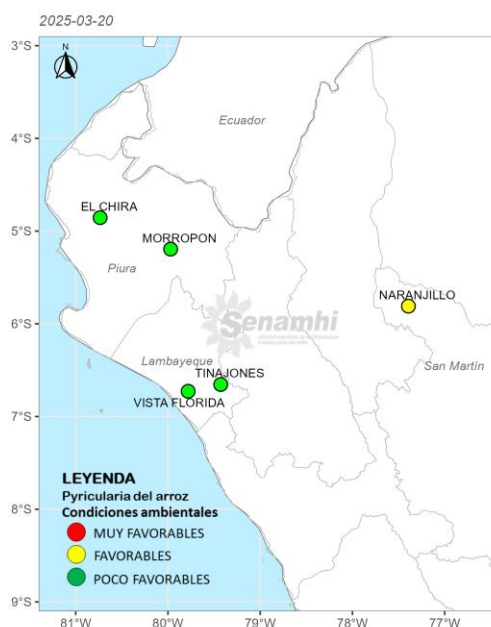 2025-03-20
3°S
N
Ecuador
4°S
EL CHIRA
5°S
MORROPON
Piura
NARANJILLO
6°S
Senamhi
Lambayeque
TINAJONES
San Martín
VISTA FLORIDA
7°S
LEYENDA
Pyricularia del arroz
Condiciones ambientales
MUY FAVORABLES
8°S
FAVORABLES
POCO FAVORABLES
9°S
81°W 80°W 79°W 78°W 77°W